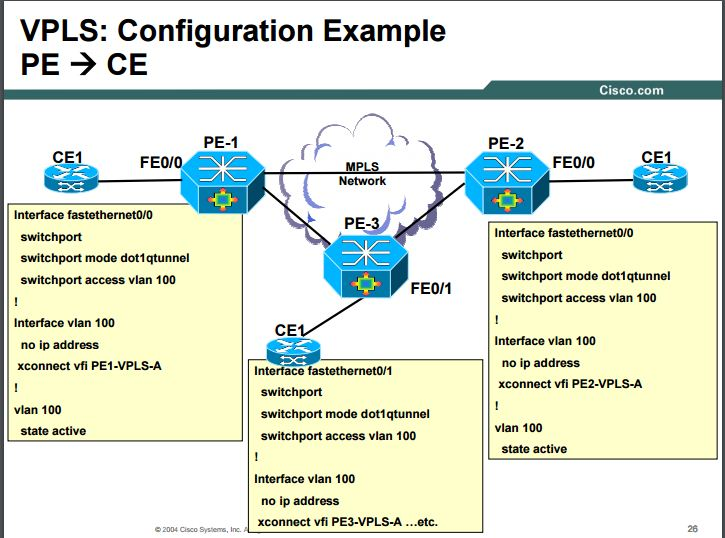 VPLS: Configuration Example
PE → CE
Cisco.com
CE1
FE0/0
PE-1
MPLS
Network
PE-2
FE0/0
CE1
PE-3
FE0/1
CE1
Interface fastethernet0/0
switchport
switchport mode dot1qtunnel
switchport access vlan 100
!
Interface vlan 100
no ip address
xconnect vfi PE1-VPLS-A
!
vlan 100
state active
Interface fastethernet0/1
switchport
switchport mode dot1qtunnel
switchport access vlan 100
!
Interface vlan 100
no ip address
xconnect vfi PE3-VPLS-A ...etc.
Interface fastethernet0/0
switchport
switchport mode dot1qtunnel
switchport access vlan 100
!
Interface vlan 100
no ip address
xconnect vfi PE2-VPLS-A
!
vlan 100
state active
© 2004 Cisco Systems, Inc.
26